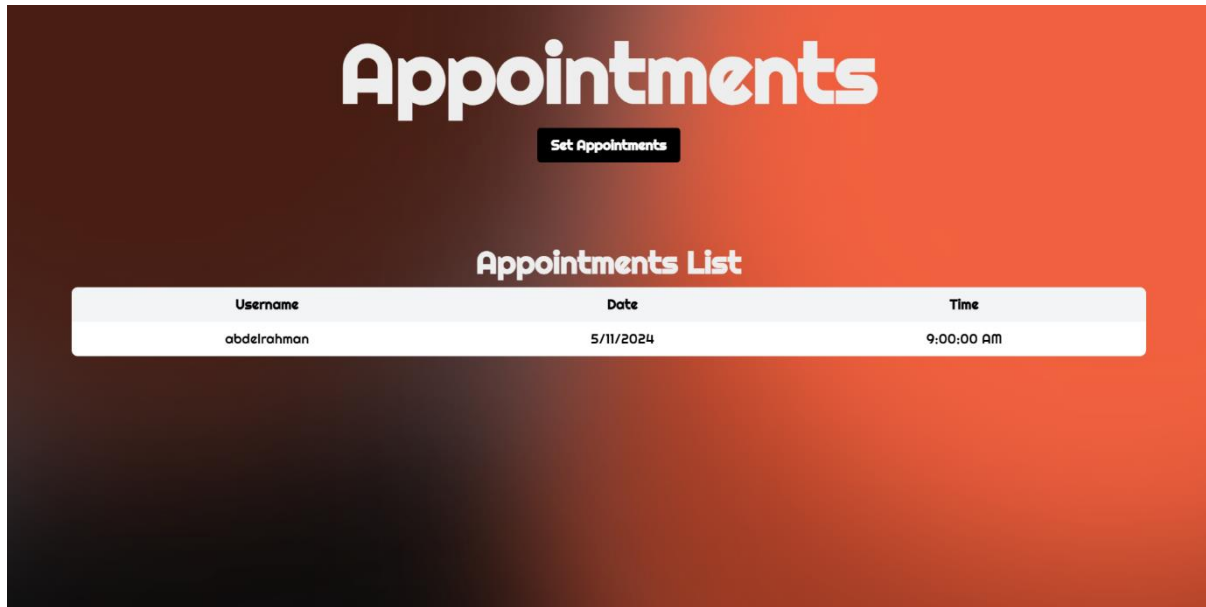 Appointments
Set Appointments
Appointments List
Username Date Time
abdelrahman 5/11/2024 9:00:00 AM